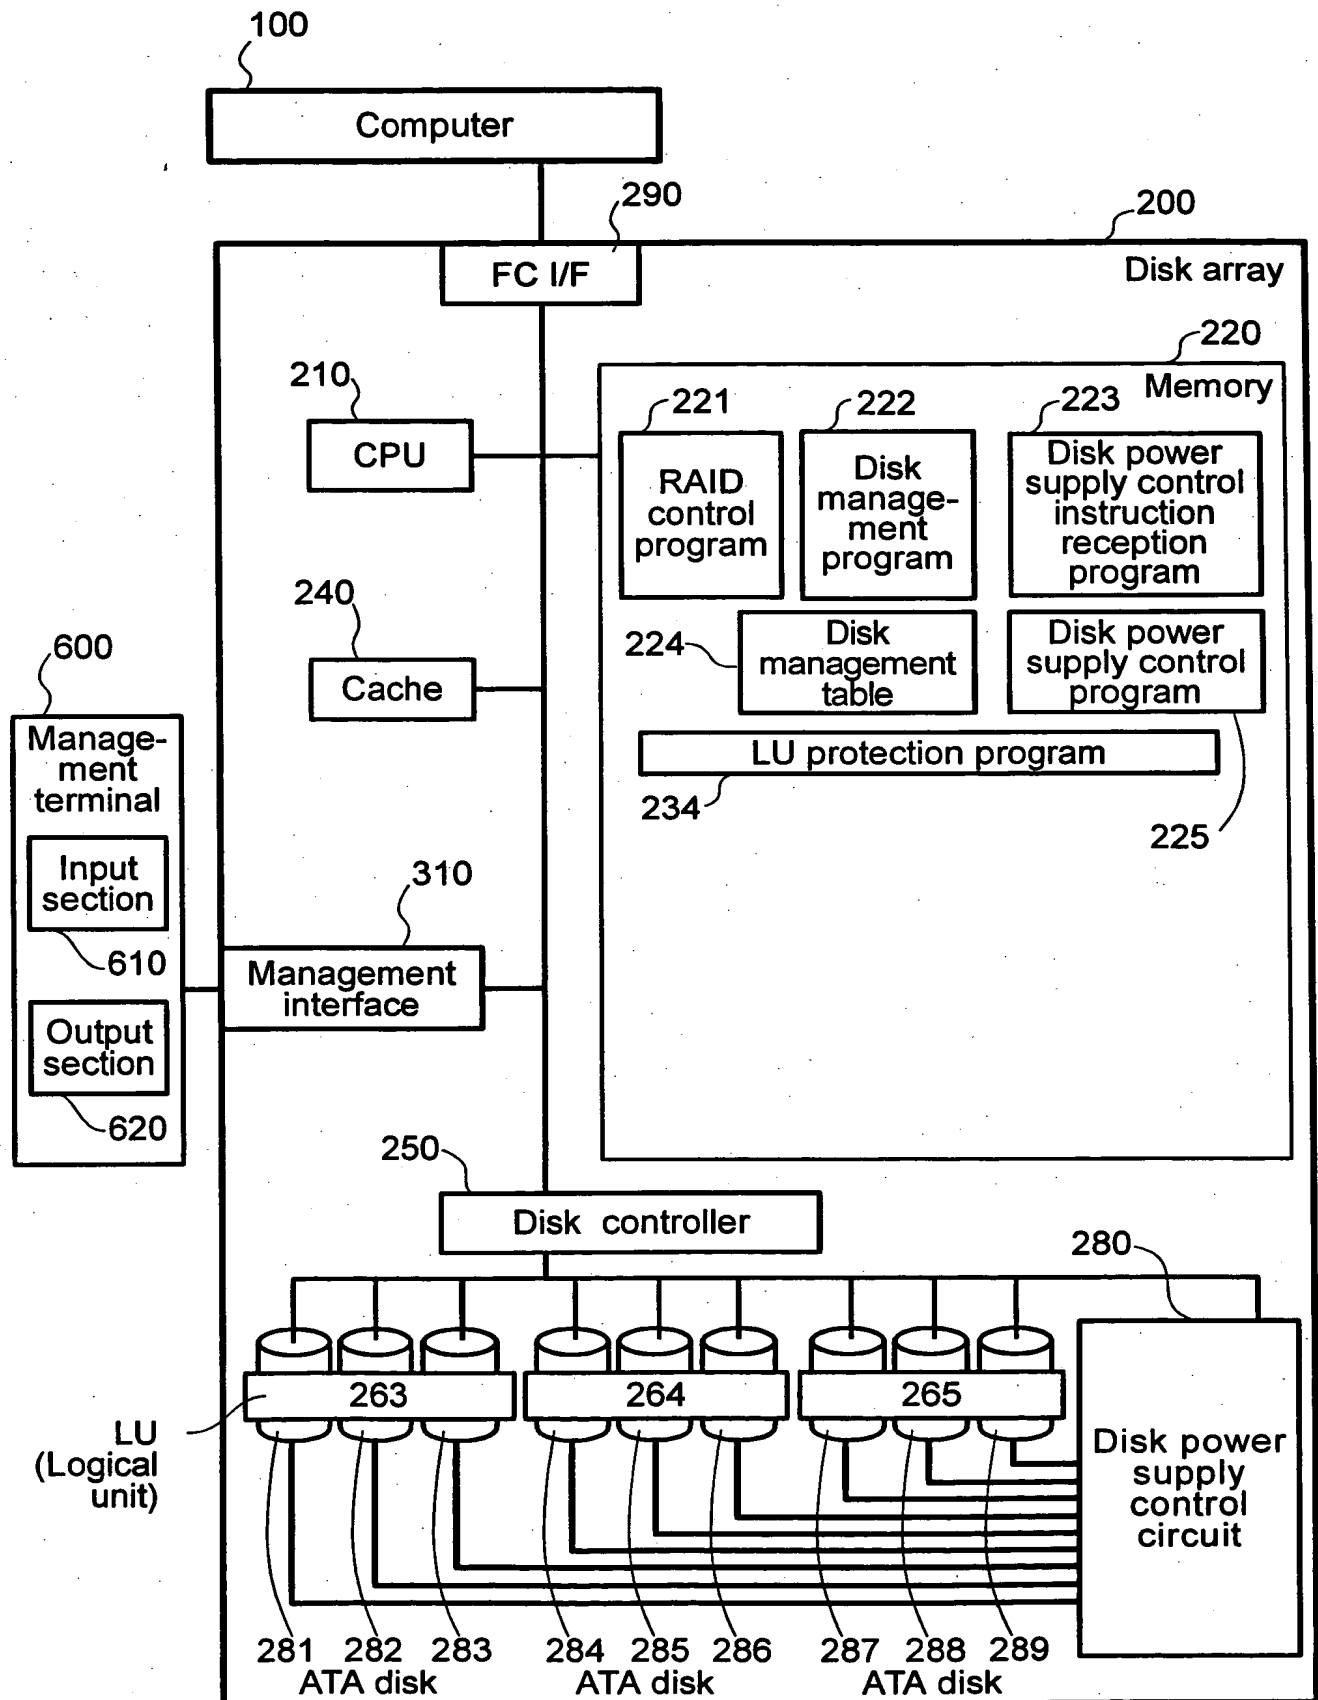 100
Computer
290
200
FC I/F
Disk array
220
Memory
210
CPU
221
222
223
RAID
control
program
Disk
manage-
ment
program
Disk power
supply control
instruction
reception
program
240
Cache
224
Disk
management
table
Disk power
supply control
program
225
LU protection program
234
600
Manage-
ment
terminal
Input
section
610
Output
section
620
310
Management
interface
250
Disk controller
280
263
264
265
LU
(Logical
unit)
Disk power
supply
control
circuit
281 282 283 284 285 286 287 288 289
ATA disk ATA disk ATA disk